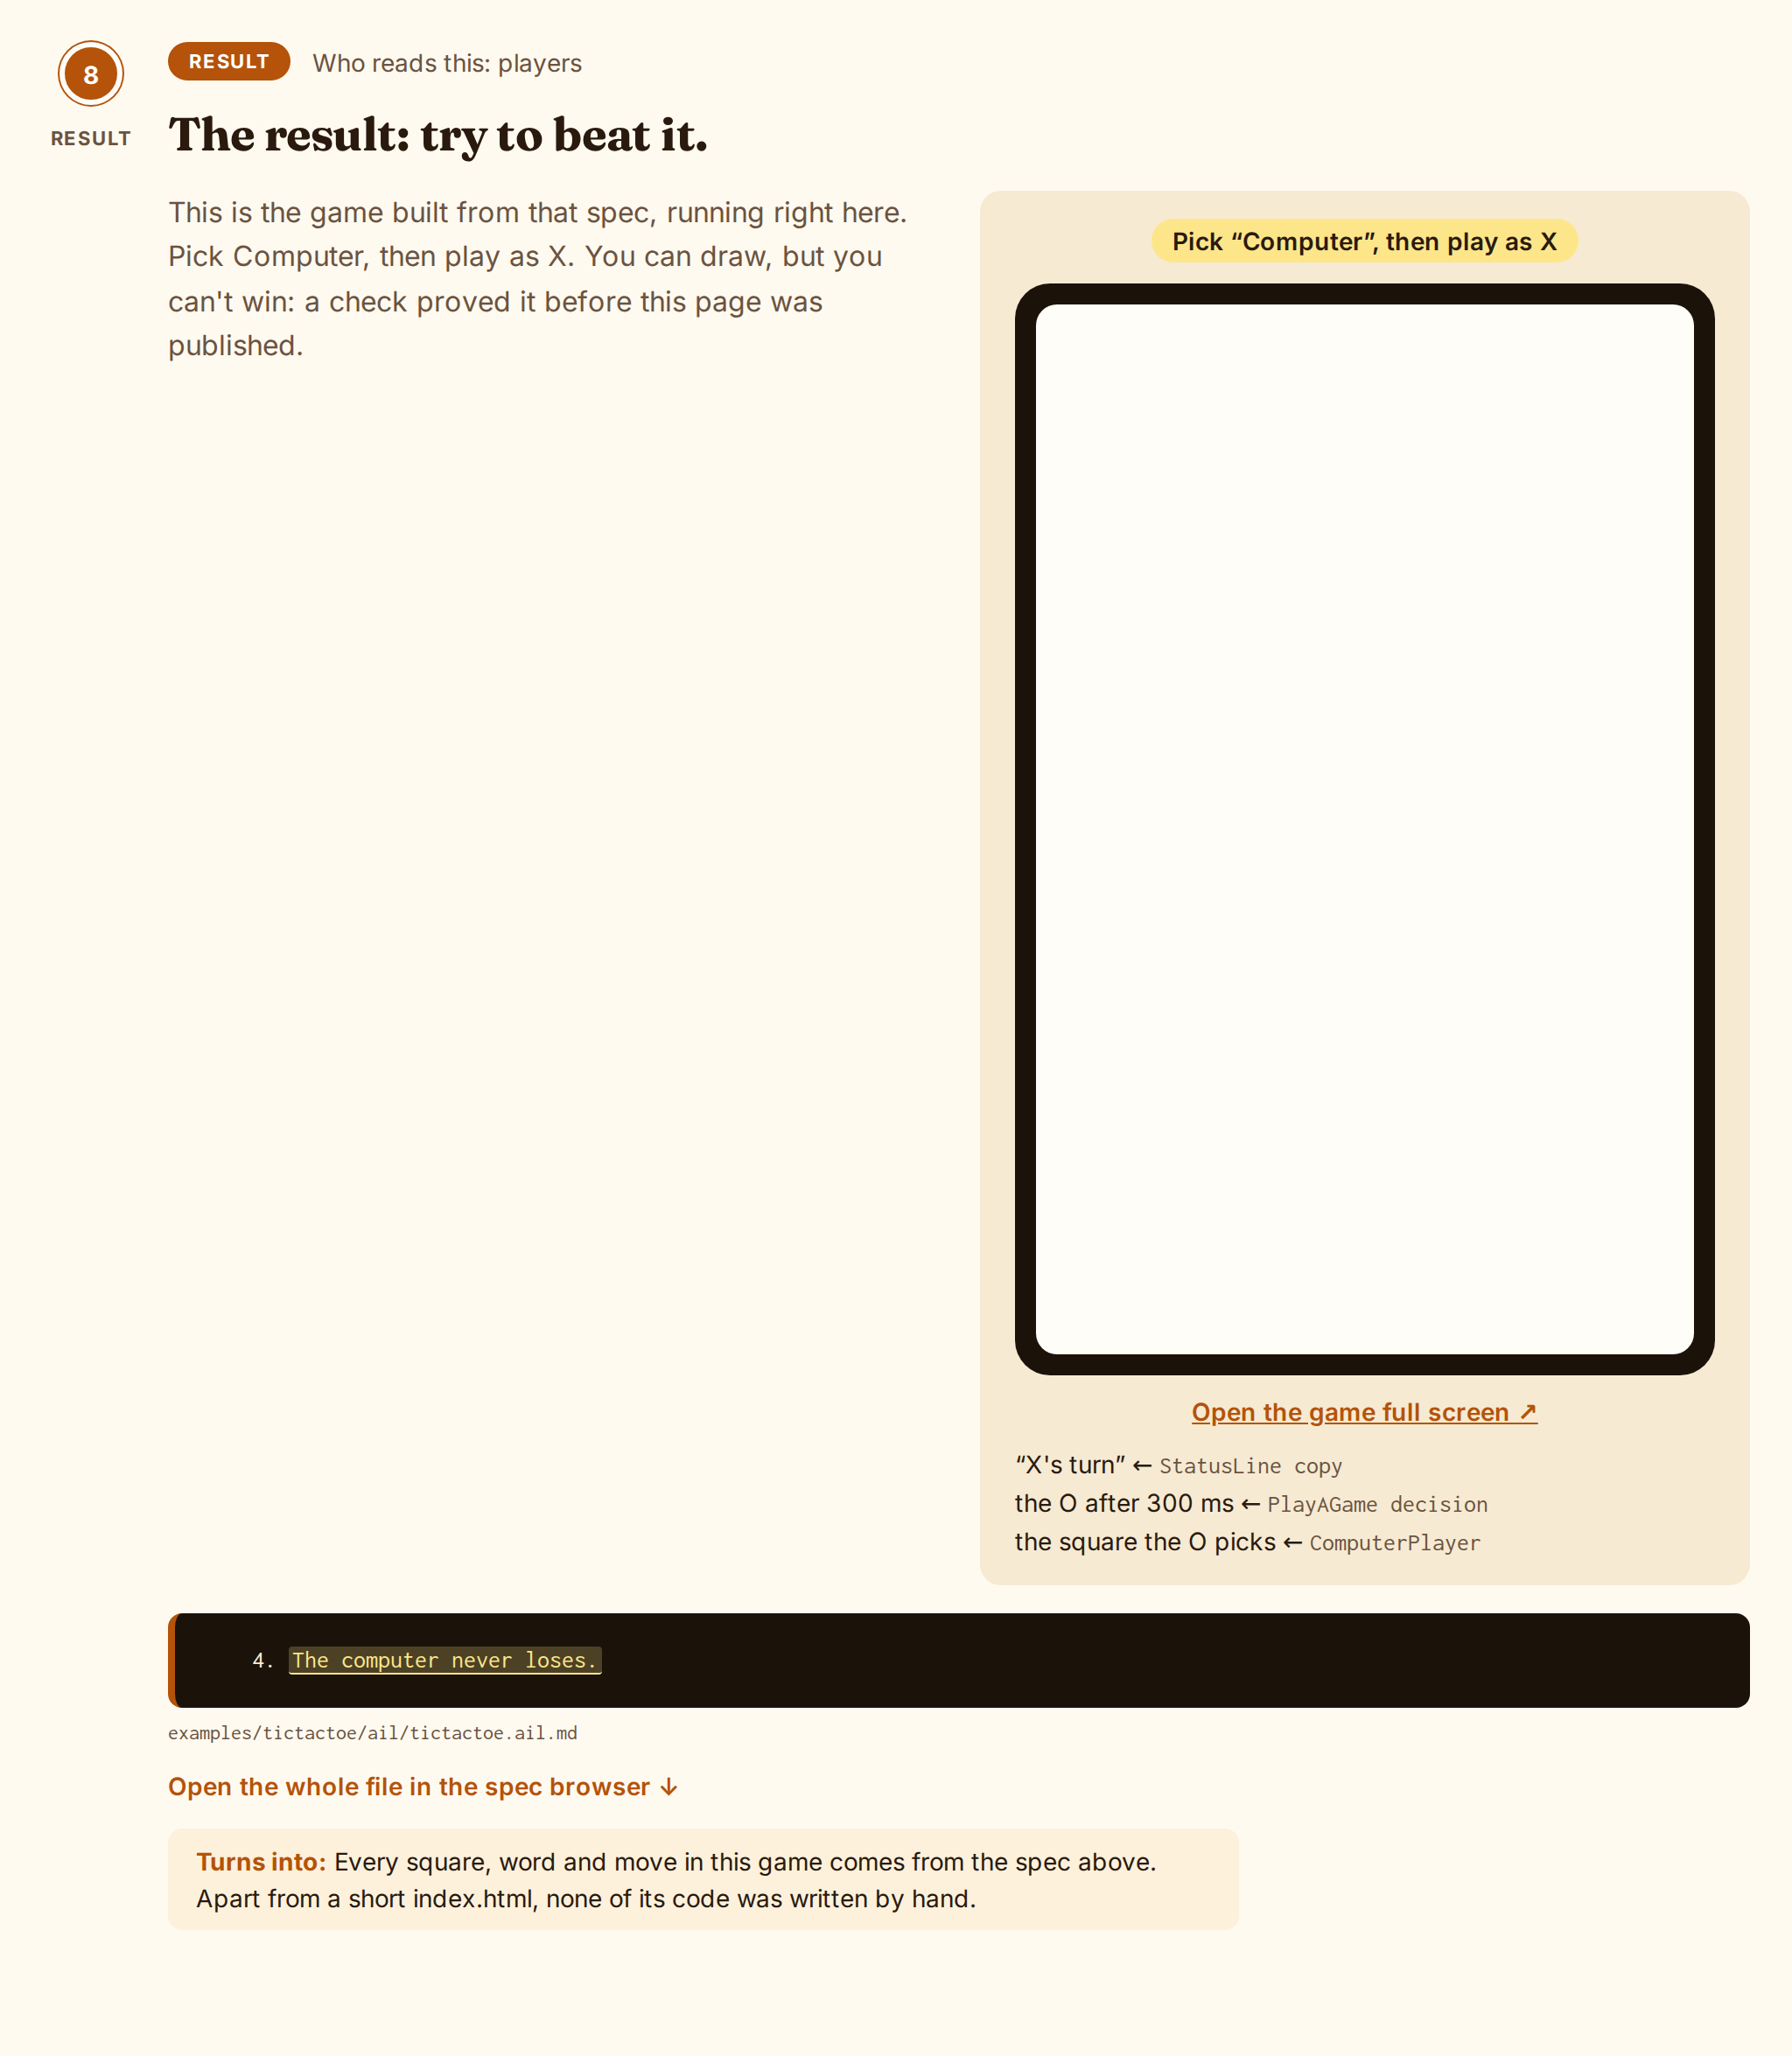 8
RESULT
RESULT
Who reads this: players
The result: try to beat it.
This is the game built from that spec, running right here.
Pick Computer, then play as X. You can draw, but you
can't win: a check proved it before this page was
published.
Pick “Computer”, then play as X
Open the game full screen ↗
“X's turn” ← StatusLine copy
the O after 300 ms ← PlayAGame decision
the square the O picks ← ComputerPlayer
4. The computer never loses.
examples/tictactoe/ail/tictactoe.ail.md
Open the whole file in the spec browser ↓
Turns into: Every square, word and move in this game comes from the spec above.
Apart from a short index.html, none of its code was written by hand.